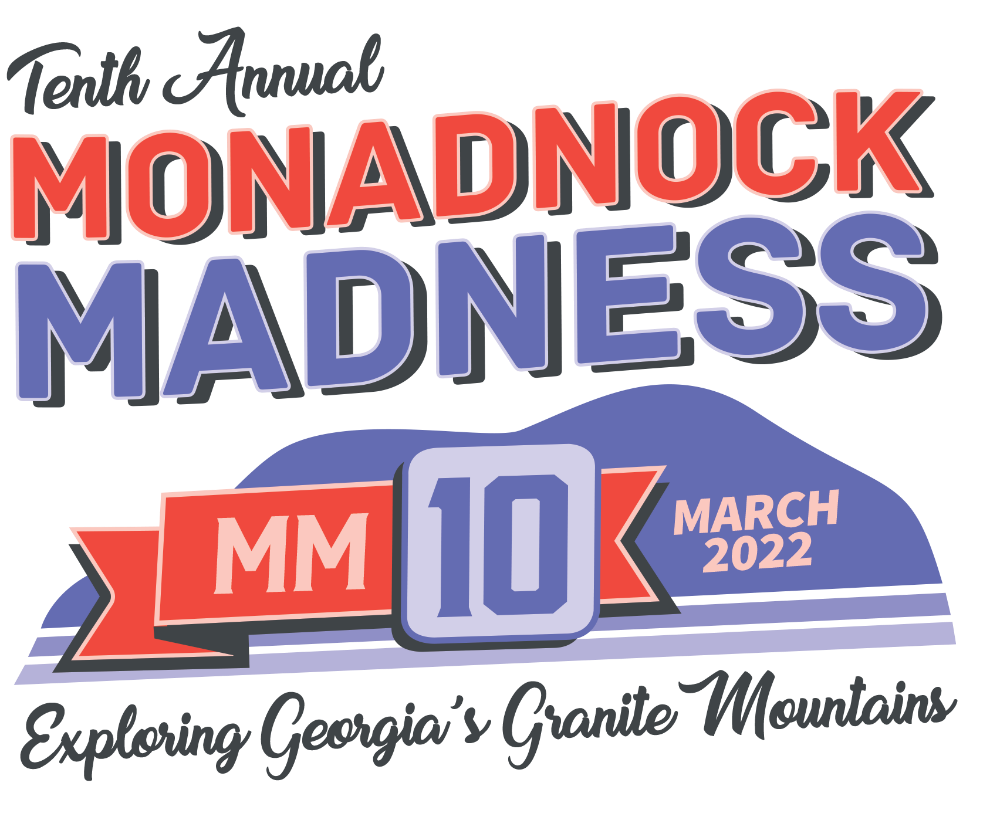 Tenth Annual
MONADNOCK
MADNESS
MM 10
MARCH
2022
Exploring Georgia's Granite Mountains